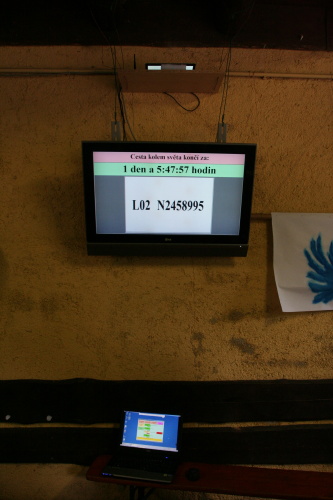 Cesta kolem světa končí za:
1 den a 5:47:57 hodin
L02 N2458995